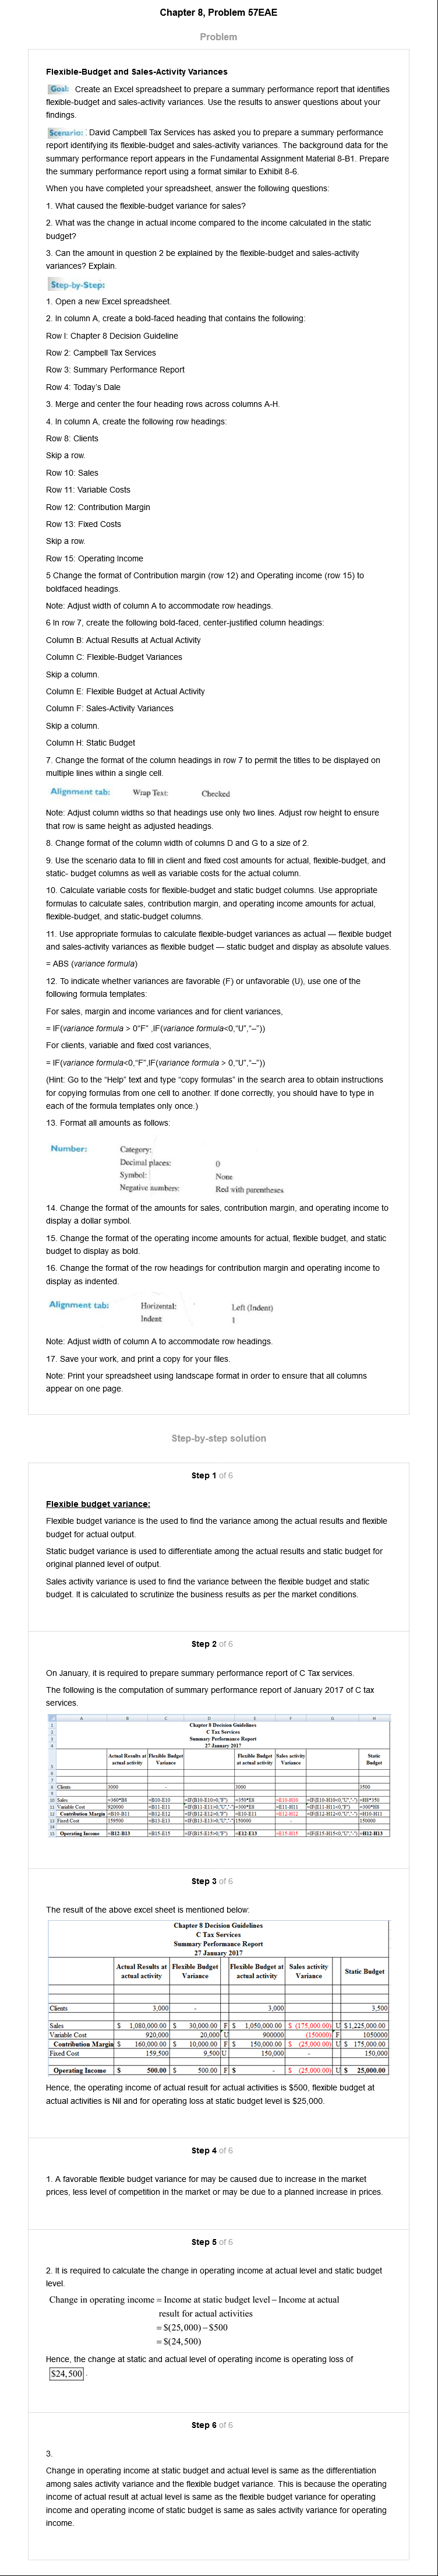 Chapter 8, Problem 57EAE
Problem
Flexible-Budget and Sales-Activity Variances
Goal: Create an Excel spreadsheet to prepare a summary performance report that identifies
flexible-budget and sales-activity variances. Use the results to answer questions about your
findings.
Scenario: David Campbell Tax Services has asked you to prepare a summary performance
report identifying its flexible-budget and sales-activity variances. The background data for the
summary performance report appears in the Fundamental Assignment Material 8-B1. Prepare
the summary performance report using a format similar to Exhibit 8-6.
When you have completed your spreadsheet, answer the following questions:
1. What caused the flexible-budget variance for sales?
2. What was the change in actual income compared to the income calculated in the static
budget?
3. Can the amount in question 2 be explained by the flexible-budget and sales-activity
variances? Explain.
Step-by-Step:
1. Open a new Excel spreadsheet.
2. In column A, create a bold-faced heading that contains the following:
Row I: Chapter 8 Decision Guideline
Row 2: Campbell Tax Services
Row 3: Summary Performance Report
Row 4: Today's Dale
3. Merge and center the four heading rows across columns A-H.
4. In column A, create the following row headings:
Row 8: Clients
Skip a row.
Row 10: Sales
Row 11: Variable Costs
Row 12: Contribution Margin
Row 13: Fixed Costs
Skip a row.
Row 15: Operating Income
5 Change the format of Contribution margin (row 12) and Operating income (row 15) to
boldfaced headings.
Note: Adjust width of column A to accommodate row headings.
6 In row 7, create the following bold-faced, center-justified column headings:
Column B: Actual Results at Actual Activity
Column C: Flexible-Budget Variances
Skip a column.
Column E: Flexible Budget at Actual Activity
Column F: Sales-Activity Variances
Skip a column.
Column H: Static Budget
7. Change the format of the column headings in row 7 to permit the titles to be displayed on
multiple lines within a single cell.
Alignment tab: Wrap Text: Checked
Note: Adjust column widths so that headings use only two lines. Adjust row height to ensure
that row is same height as adjusted headings.
8. Change format of the column width of columns D and G to a size of 2.
9. Use the scenario data to fill in client and fixed cost amounts for actual, flexible-budget, and
static- budget columns as well as variable costs for the actual column.
10. Calculate variable costs for flexible-budget and static budget columns. Use appropriate
formulas to calculate sales, contribution margin, and operating income amounts for actual,
flexible-budget, and static-budget columns.
11. Use appropriate formulas to calculate flexible-budget variances as actual — flexible budget
and sales-activity variances as flexible budget — static budget and display as absolute values.
= ABS (variance formula)
12. To indicate whether variances are favorable (F) or unfavorable (U), use one of the
following formula templates:
For sales, margin and income variances and for client variances,
= IF(variance formula > 0"F" ,IF(variance formula<0,"U","–"))
For clients, variable and fixed cost variances,
= IF(variance formula<0,"F",IF(variance formula > 0,"U","–"))
(Hint: Go to the "Help" text and type "copy formulas" in the search area to obtain instructions
for copying formulas from one cell to another. If done correctly, you should have to type in
each of the formula templates only once.)
13. Format all amounts as follows:
Number: Category:
Decimal places: 0
Symbol: None
Negative numbers: Red with parentheses
14. Change the format of the amounts for sales, contribution margin, and operating income to
display a dollar symbol.
15. Change the format of the operating income amounts for actual, flexible budget, and static
budget to display as bold.
16. Change the format of the row headings for contribution margin and operating income to
display as indented.
Alignment tab: Horizontal: Left (Indent)
Indent 1
Note: Adjust width of column A to accommodate row headings.
17. Save your work, and print a copy for your files.
Note: Print your spreadsheet using landscape format in order to ensure that all columns
appear on one page.
Step-by-step solution
Step 1 of 6
Flexible budget variance:
Flexible budget variance is the used to find the variance among the actual results and flexible
budget for actual output.
Static budget variance is used to differentiate among the actual results and static budget for
original planned level of output.
Sales activity variance is used to find the variance between the flexible budget and static
budget. It is calculated to scrutinize the business results as per the market conditions.
Step 2 of 6
On January, it is required to prepare summary performance report of C Tax services.
The following is the computation of summary performance report of January 2017 of C tax
services.
A B C D E F G H
Chapter 8 Decision Guidelines
C Tax Services
Summary Performance Report
27 January 2017
Actual Results at Flexible Budget Flexible Budget Sales activity Static
actual activity Variance at actual activity Variance Budget
8 Clients 3000 - 3000 3500
10 Sales =360*B8 =B10-E10 =350*E8 =E10-H10 =H8*350
11 Variable Cost 920000 =B11-E11 =300*E8 =E11-H11 =300*H8
12 Contribution Margin =B10-B11 =B12-E12 =E10-E11 =E12-H12 =H10-H11
13 Fixed Cost 159500 =B13-E13 150000 - 150000
15 Operating Income =B12-B13 =B15-E15 =E12-E13 =E15-H15 =H12-H13
Step 3 of 6
The result of the above excel sheet is mentioned below:
Chapter 8 Decision Guidelines
C Tax Services
Summary Performance Report
27 January 2017
Actual Results at Flexible Budget Flexible Budget at Sales activity Static Budget
actual activity Variance actual activity Variance
Clients 3,000 - 3,000 3,500
Sales $ 1,080,000.00 $ 30,000.00 F $ 1,050,000.00 $ (175,000.00) U $1,225,000.00
Variable Cost 920,000 20,000 U 900000 (150000) F 1050000
Contribution Margin $ 160,000.00 $ 10,000.00 F $ 150,000.00 $ (25,000.00) U $ 175,000.00
Fixed Cost 159,500 9,500 U 150,000 - 150,000
Operating Income $ 500.00 $ 500.00 F $ - $ (25,000.00) U $ 25,000.00
Hence, the operating income of actual result for actual activities is $500, flexible budget at
actual activities is Nil and for operating loss at static budget level is $25,000.
Step 4 of 6
1. A favorable flexible budget variance for may be caused due to increase in the market
prices, less level of competition in the market or may be due to a planned increase in prices.
Step 5 of 6
2. It is required to calculate the change in operating income at actual level and static budget
level.
Change in operating income = Income at static budget level – Income at actual
result for actual activities
= $(25,000) – $500
= $(24,500)
Hence, the change at static and actual level of operating income is operating loss of
$24,500 .
Step 6 of 6
3.
Change in operating income at static budget and actual level is same as the differentiation
among sales activity variance and the flexible budget variance. This is because the operating
income of actual result at actual level is same as the flexible budget variance for operating
income and operating income of static budget is same as sales activity variance for operating
income.